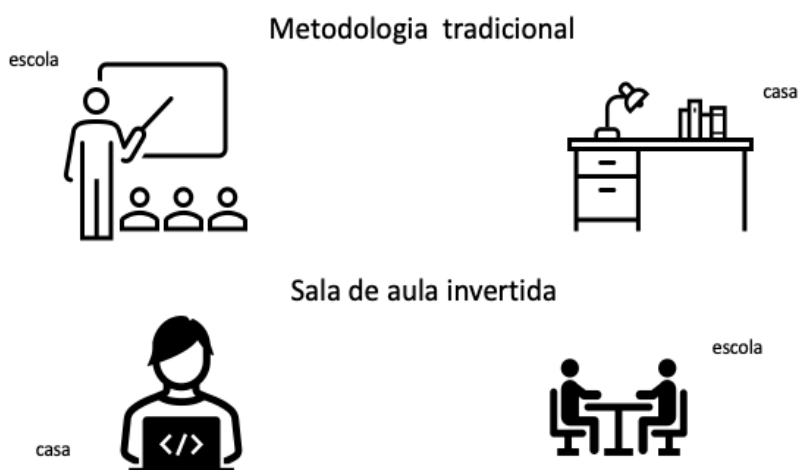 Metodologia tradicional
escola
casa
Sala de aula invertida
escola
casa
</>